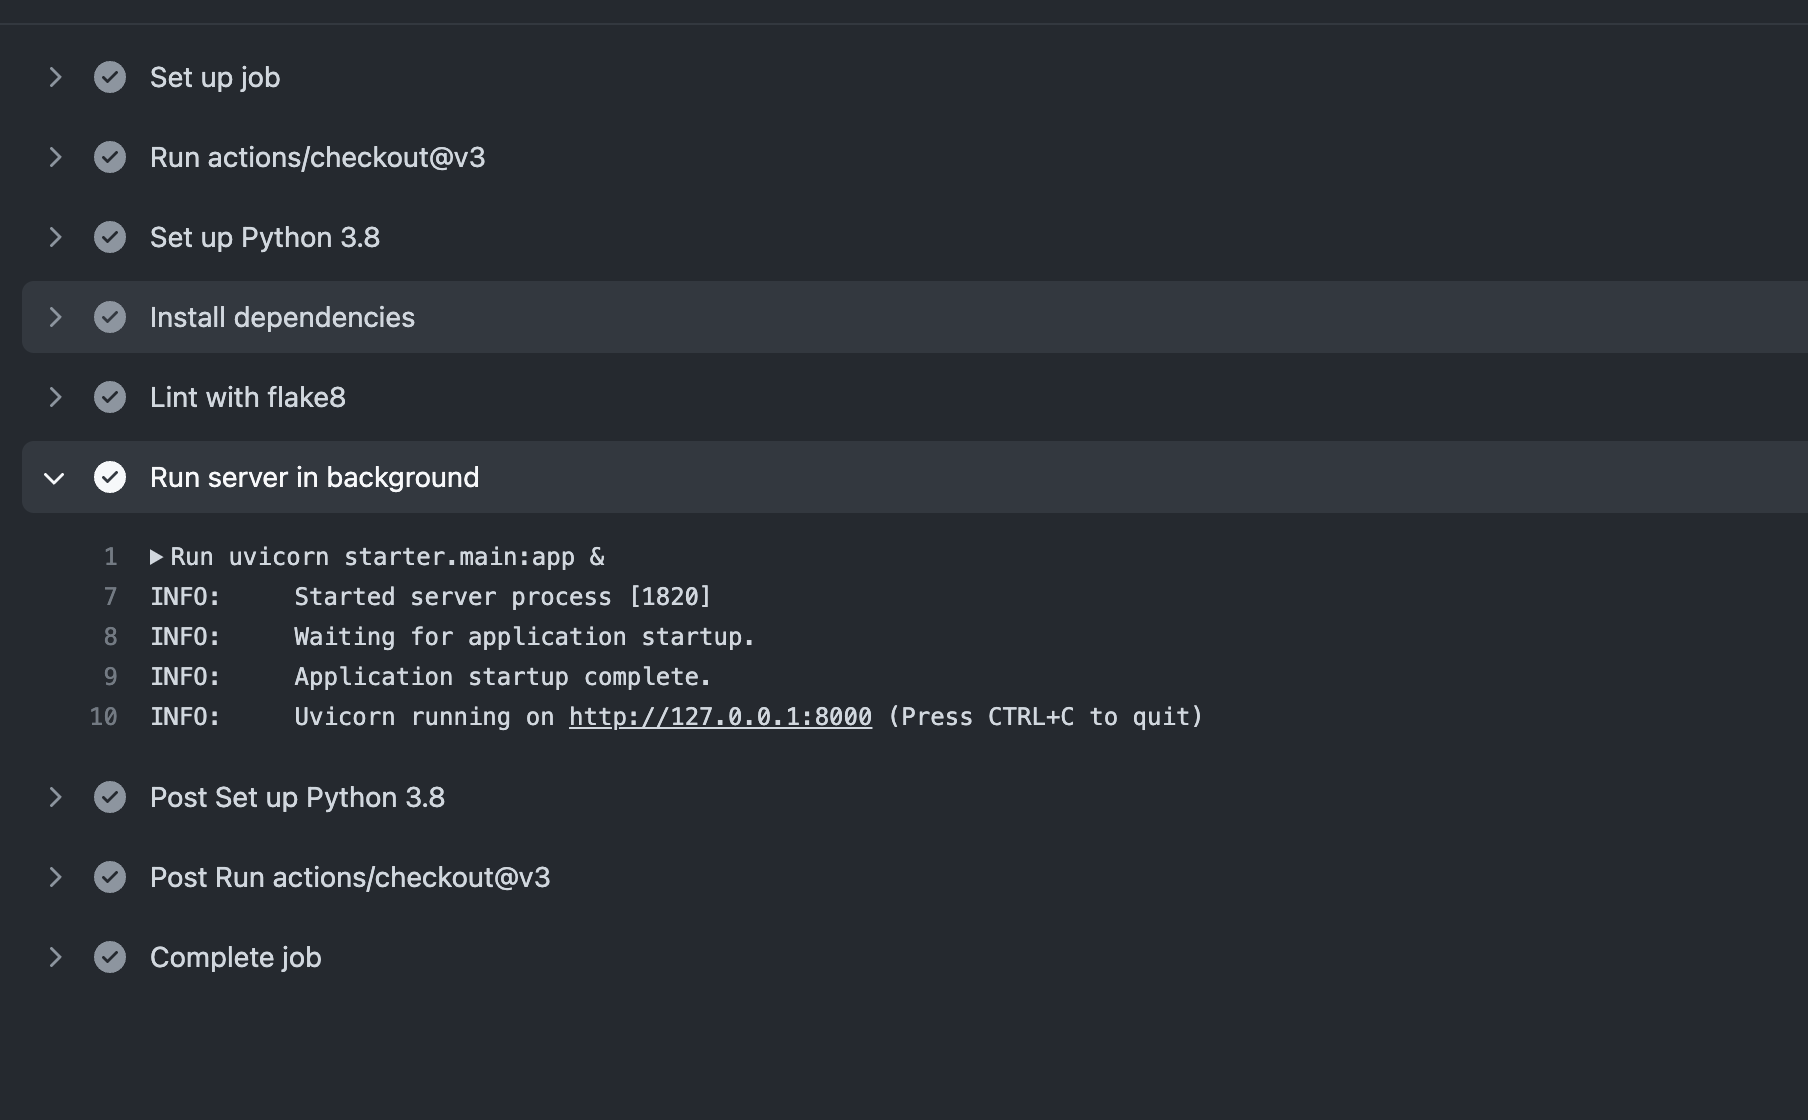 Set up job
Run actions/checkout@v3
Set up Python 3.8
Install dependencies
Lint with flake8
Run server in background
1 Run uvicorn starter.main:app &
7 INFO: Started server process [1820]
8 INFO: Waiting for application startup.
9 INFO: Application startup complete.
10 INFO: Uvicorn running on http://127.0.0.1:8000 (Press CTRL+C to quit)
Post Set up Python 3.8
Post Run actions/checkout@v3
Complete job